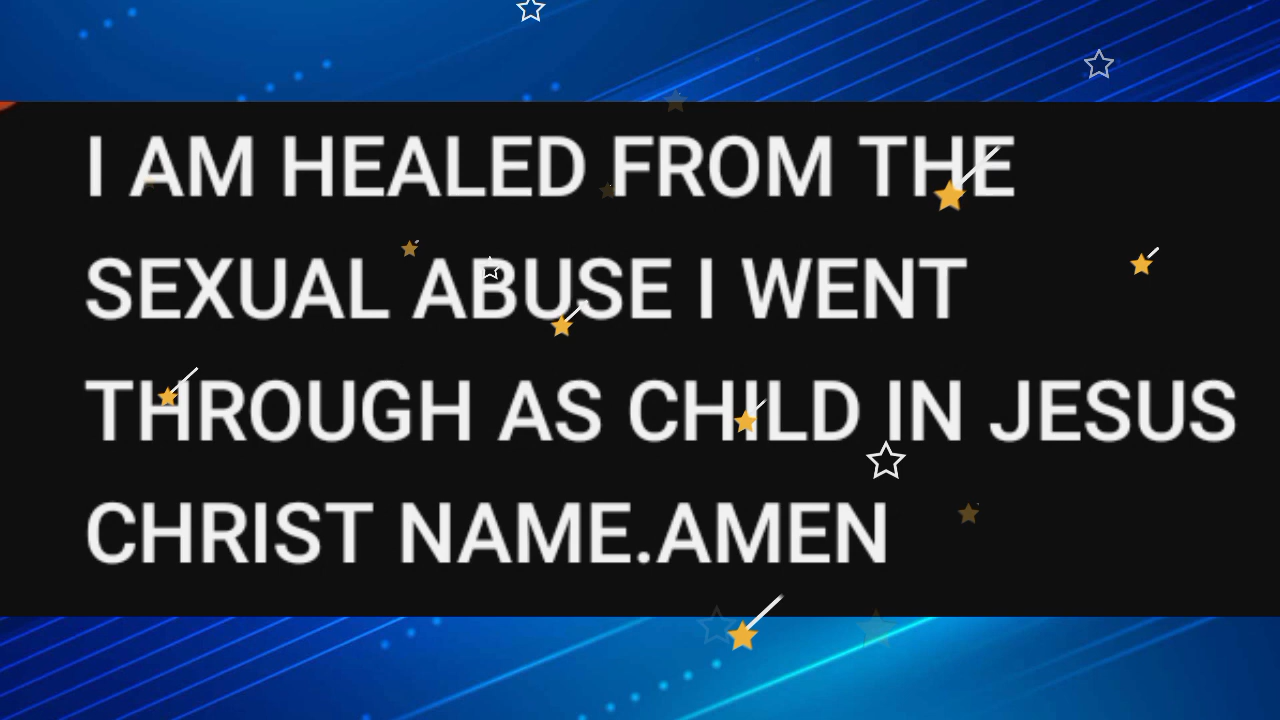 I AM HEALED FROM THE
SEXUAL ABUSE I WENT
THROUGH AS CHILD IN JESUS
CHRIST NAME.AMEN